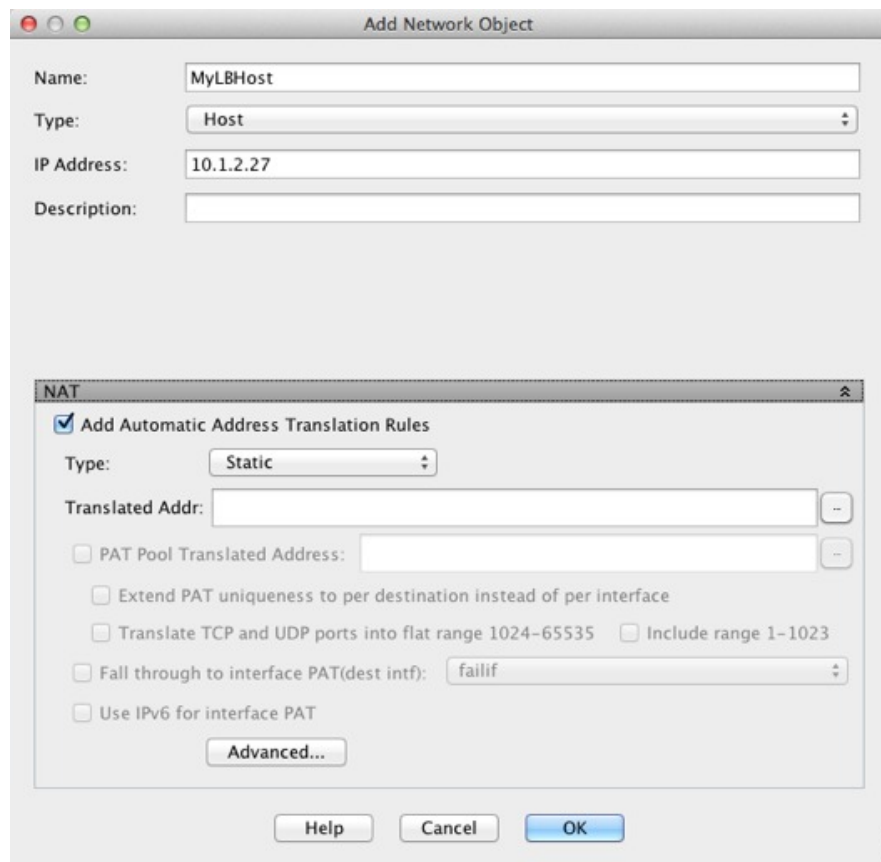 Add Network Object
Name: MyLBHost
Type: Host
IP Address: 10.1.2.27
Description:
NAT
Add Automatic Address Translation Rules
Type: Static
Translated Addr: ...
PAT Pool Translated Address: ...
Extend PAT uniqueness to per destination instead of per interface
Translate TCP and UDP ports into flat range 1024-65535 Include range 1-1023
Fall through to interface PAT(dest intf): failif
Use IPv6 for interface PAT
Advanced...
Help Cancel OK